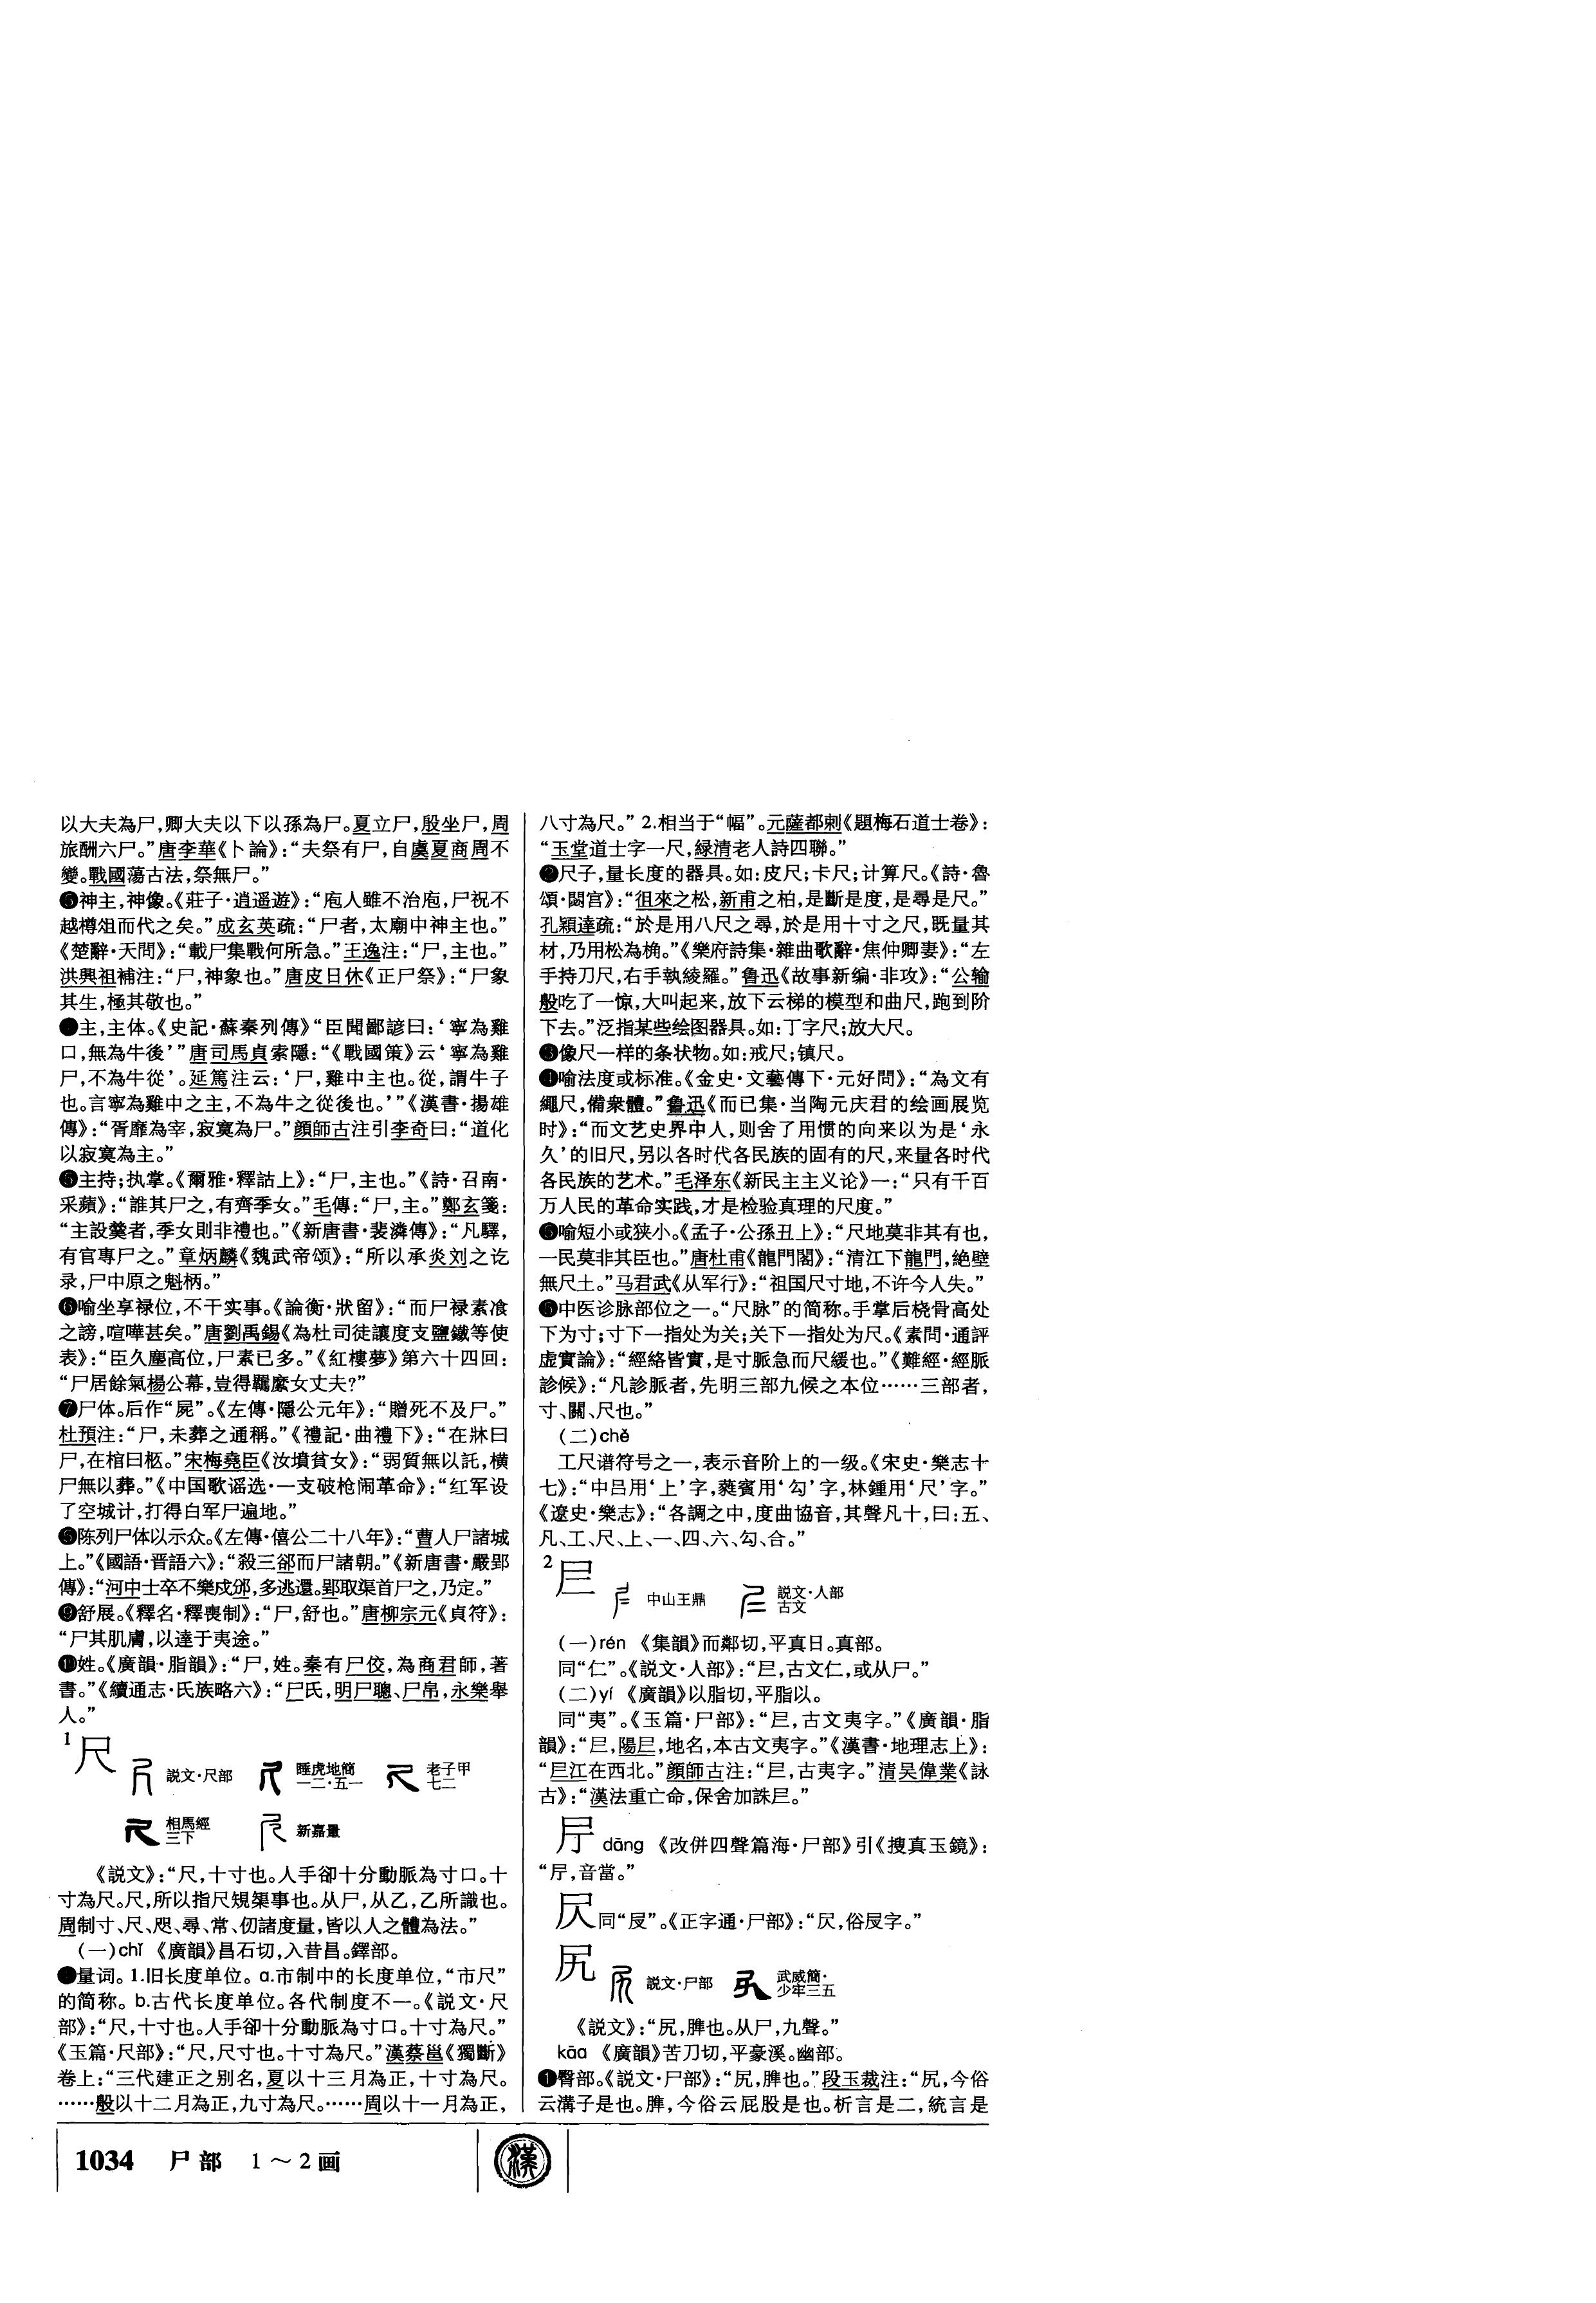 以大夫為尸,卿大夫以下以孫為尸。夏立尸,殷坐尸,周
旅酬六尸。”唐李華《卜論》:“夫祭有尸,自虞夏商周不
變。戰國蕩古法,祭無尸。”
神主,神像。《莊子·逍遥遊》:“庖人雖不治庖,尸祝不
越樽俎而代之矣。”成玄英疏:“尸者,太廟中神主也。”
《楚辭·天問》:“載尸集戰何所急。”王逸注:“尸,主也。”
洪興祖補注:“尸,神象也。”唐皮日休《正尸祭》:“尸象
其生,極其敬也。”
主,主体。《史記·蘇秦列傳》“臣聞鄙諺曰:‘寧為雞
口,無為牛後’”唐司馬貞索隱:“《戰國策》云‘寧為雞
尸,不為牛從’。延篤注云:‘尸,雞中主也。從,謂牛子
也。言寧為雞中之主,不為牛之從後也。’”《漢書·揚雄
傳》:“胥靡為宰,寂寞為尸。”顔師古注引李奇曰:“道化
以寂寞為主。”
❺主持;执掌。《爾雅·釋詁上》:“尸,主也。”《詩·召南·
采蘋》:“誰其尸之,有齊季女。”毛傳:“尸,主。”鄭玄箋:
“主設羹者,季女則非禮也。”《新唐書·裴潾傳》:“凡驛,
有官專尸之。”章炳麟《魏武帝颂》:“所以承炎刘之讫
录,尸中原之魁柄。”
❻喻坐享禄位,不干实事。《論衡·狀留》:“而尸禄素飡
之謗,喧嘩甚矣。”唐劉禹錫《為杜司徒讓度支鹽鐵等使
表》:“臣久塵高位,尸素已多。”《紅樓夢》第六十四回:
“尸居餘氣楊公幕,豈得羈縻女丈夫?”
❼尸体。后作“屍”。《左傳·隱公元年》:“贈死不及尸。”
杜預注:“尸,未葬之通稱。”《禮記·曲禮下》:“在牀曰
尸,在棺曰柩。”宋梅堯臣《汝墳貧女》:“弱質無以託,横
尸無以葬。”《中国歌谣选·一支破枪闹革命》:“红军设
了空城计,打得白军尸遍地。”
❽陈列尸体以示众。《左傳·僖公二十八年》:“曹人尸諸城
上。”《國語·晋語六》:“殺三郤而尸諸朝。”《新唐書·嚴郢
傳》:“河中士卒不樂戍邠,多逃還。郢取渠首尸之,乃定。”
❾舒展。《釋名·釋喪制》:“尸,舒也。”唐柳宗元《貞符》:
“尸其肌膚,以達于夷途。”
❿姓。《廣韻·脂韻》:“尸,姓。秦有尸佼,為商君師,著
書。”《續通志·氏族略六》:“尸氏,明尸聰、尸帛,永樂舉
人。”
1 尺 説文·尺部 睡虎地簡一二·五一 老子甲七二
相馬經三下 新嘉量
《説文》:“尺,十寸也。人手卻十分動脈為寸口。十
寸為尺。尺,所以指尺規榘事也。从尸,从乙,乙所識也。
周制寸、尺、咫、尋、常、仞諸度量,皆以人之體為法。”
(一)chǐ 《廣韻》昌石切,入昔昌。鐸部。
量词。1.旧长度单位。a.市制中的长度单位,“市尺”
的简称。b.古代长度单位。各代制度不一。《説文·尺
部》:“尺,十寸也。人手卻十分動脈為寸口。十寸為尺。”
《玉篇·尺部》:“尺,尺寸也。十寸為尺。”漢蔡邕《獨斷》
卷上:“三代建正之别名,夏以十三月為正,十寸為尺。
……殷以十二月為正,九寸為尺。……周以十一月為正,
八寸為尺。” 2.相当于“幅”。元薩都剌《題梅石道士卷》:
“玉堂道士字一尺,緑清老人詩四聯。”
❷尺子,量长度的器具。如:皮尺;卡尺;计算尺。《詩·魯
頌·閟宫》:“徂來之松,新甫之柏,是斷是度,是尋是尺。”
孔穎達疏:“於是用八尺之尋,於是用十寸之尺,既量其
材,乃用松為桷。”《樂府詩集·雜曲歌辭·焦仲卿妻》:“左
手持刀尺,右手執綾羅。”鲁迅《故事新编·非攻》:“公输
般吃了一惊,大叫起来,放下云梯的模型和曲尺,跑到阶
下去。”泛指某些绘图器具。如:丁字尺;放大尺。
❸像尺一样的条状物。如:戒尺;镇尺。
❹喻法度或标准。《金史·文藝傳下·元好問》:“為文有
繩尺,備衆體。”鲁迅《而已集·当陶元庆君的绘画展览
时》:“而文艺史界中人,则舍了用惯的向来以为是‘永
久’的旧尺,另以各时代各民族的固有的尺,来量各时代
各民族的艺术。”毛泽东《新民主主义论》一:“只有千百
万人民的革命实践,才是检验真理的尺度。”
❺喻短小或狭小。《孟子·公孫丑上》:“尺地莫非其有也,
一民莫非其臣也。”唐杜甫《龍門閣》:“清江下龍門,絶壁
無尺土。”马君武《从军行》:“祖国尺寸地,不许今人失。”
中医诊脉部位之一。“尺脉”的简称。手掌后桡骨高处
下为寸;寸下一指处为关;关下一指处为尺。《素問·通評
虚實論》:“經絡皆實,是寸脈急而尺緩也。”《難經·經脈
診候》:“凡診脈者,先明三部九候之本位……三部者,
寸、關、尺也。”
(二)chě
工尺谱符号之一,表示音阶上的一级。《宋史·樂志十
七》:“中吕用‘上’字,蕤賓用‘勾’字,林鍾用‘尺’字。”
《遼史·樂志》:“各調之中,度曲協音,其聲凡十,曰:五、
凡、工、尺、上、一、四、六、勾、合。”
2 𡰥 中山王鼎 説文·人部古文
(一)rén 《集韻》而鄰切,平真日。真部。
同“仁”。《説文·人部》:“𡰥,古文仁,或从尸。”
(二)yí 《廣韻》以脂切,平脂以。
同“夷”。《玉篇·尸部》:“𡰥,古文夷字。”《廣韻·脂
韻》:“𡰥,陽𡰥,地名,本古文夷字。”《漢書·地理志上》:
“𡰥江在西北。”顔師古注:“𡰥,古夷字。”清吴偉業《詠
古》:“漢法重亡命,保舍加誅𡰥。”
dāng 《改併四聲篇海·尸部》引《搜真玉鏡》:
音當。”
同“𠬝”。《正字通·尸部》:“㞋,俗𠬝字。”
尻 説文·尸部 武威簡·少牢三五
《説文》:“尻,脾也。从尸,九聲。”
kāo 《廣韻》苦刀切,平豪溪。幽部。
❶臀部。《説文·尸部》:“尻,脾也。”段玉裁注:“尻,今俗
云溝子是也。脾,今俗云屁股是也。析言是二,統言是
1034 尸部 1~2画
漢